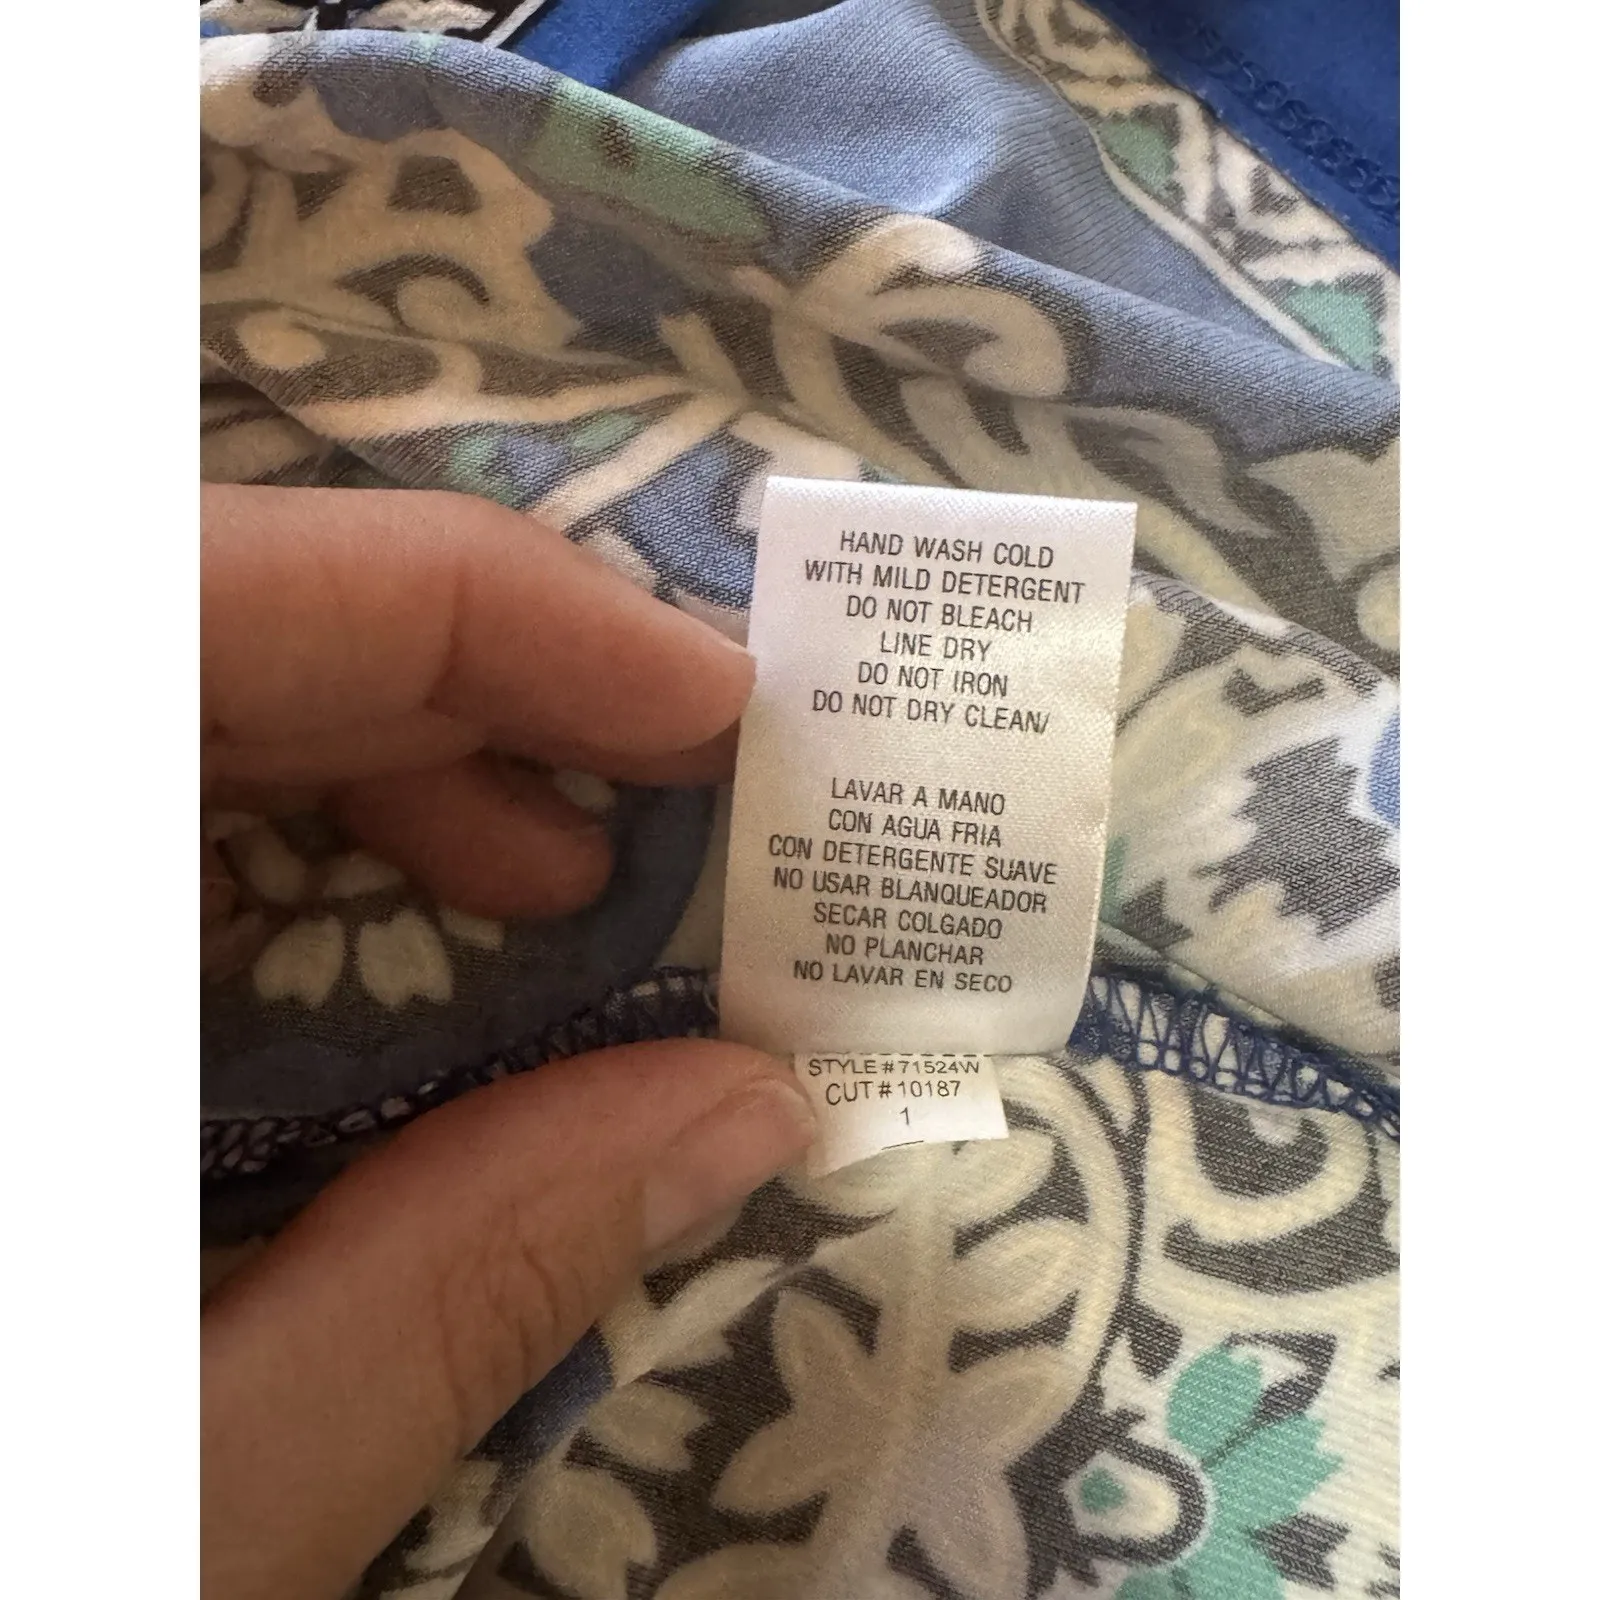 HAND WASH COLD
WITH MILD DETERGENT
DO NOT BLEACH
LINE DRY
DO NOT IRON
DO NOT DRY CLEAN/
LAVAR A MANO
CON AGUA FRIA
CON DETERGENTE SUAVE
NO USAR BLANQUEADOR
SECAR COLGADO
NO PLANCHAR
NO LAVAR EN SECO
STYLE#71524W
CUT#10187
1